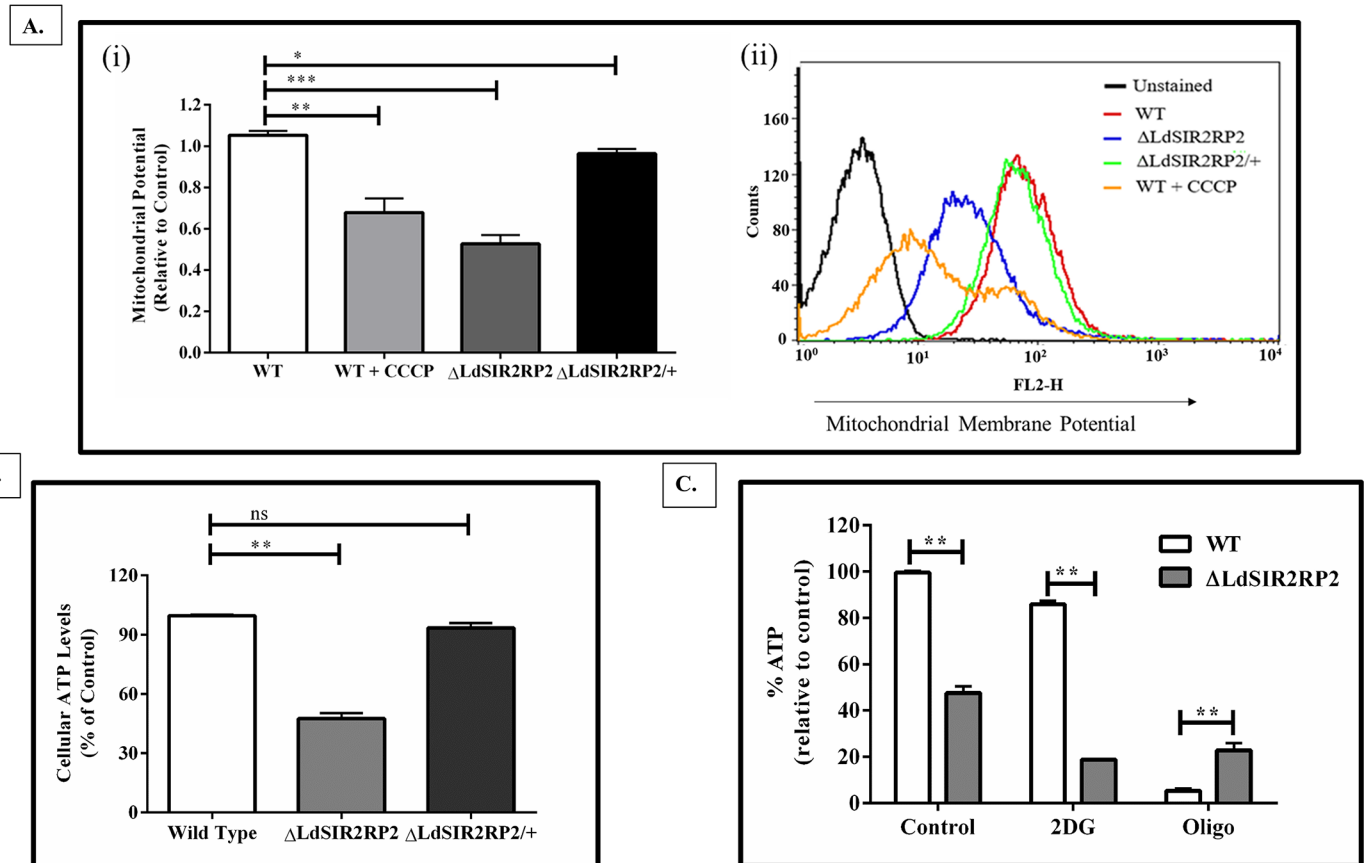 A.
(i)
*
***
**
Mitochondrial Potential
(Relative to Control)
1.2
1.0
0.8
0.6
0.4
0.2
0.0
WT
WT + CCCP
ΔLdSIR2RP2
ΔLdSIR2RP2/+
(ii)
Unstained
WT
ΔLdSIR2RP2
ΔLdSIR2RP2/+
WT + CCCP
Counts
160
120
80
40
0
10⁰
10¹
10²
10³
10⁴
FL2-H
Mitochondrial Membrane Potential
ns
**
Cellular ATP Levels
(% of Control)
120
90
60
30
0
Wild Type
ΔLdSIR2RP2
ΔLdSIR2RP2/+
C.
WT
ΔLdSIR2RP2
**
**
**
% ATP
(relative to control)
120
100
80
60
40
20
0
Control
2DG
Oligo